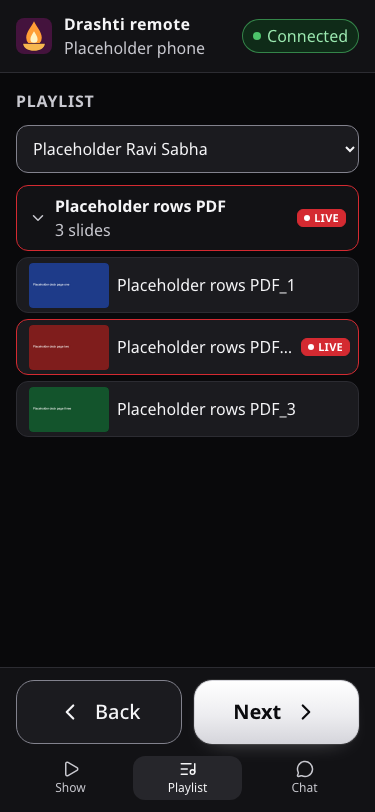 Drashti remote
Placeholder phone
Connected
PLAYLIST
Placeholder Ravi Sabha
Placeholder rows PDF
3 slides
LIVE
Placeholder rows PDF_1
Placeholder rows PDF...
LIVE
Placeholder rows PDF_3
Back
Next
Show
Playlist
Chat